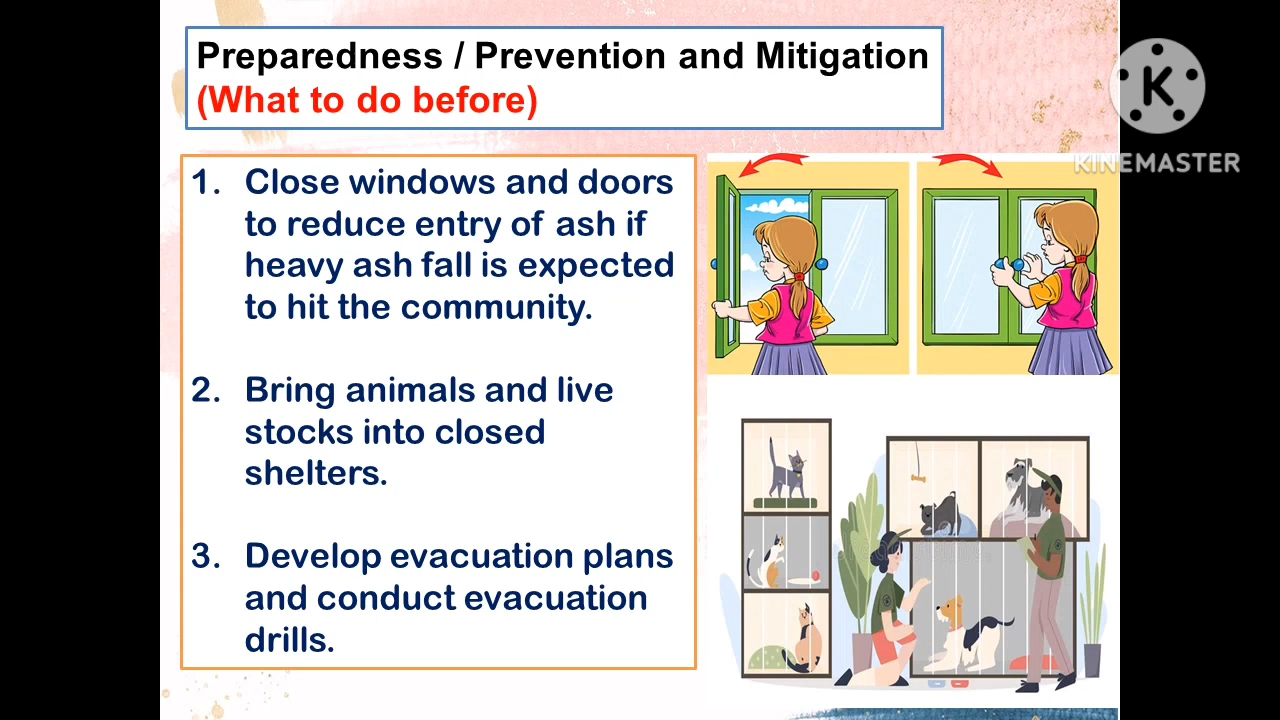 Preparedness / Prevention and Mitigation
(What to do before)
K
KINEMASTER
1. Close windows and doors
to reduce entry of ash if
heavy ash fall is expected
to hit the community.
2. Bring animals and live
stocks into closed
shelters.
3. Develop evacuation plans
and conduct evacuation
drills.